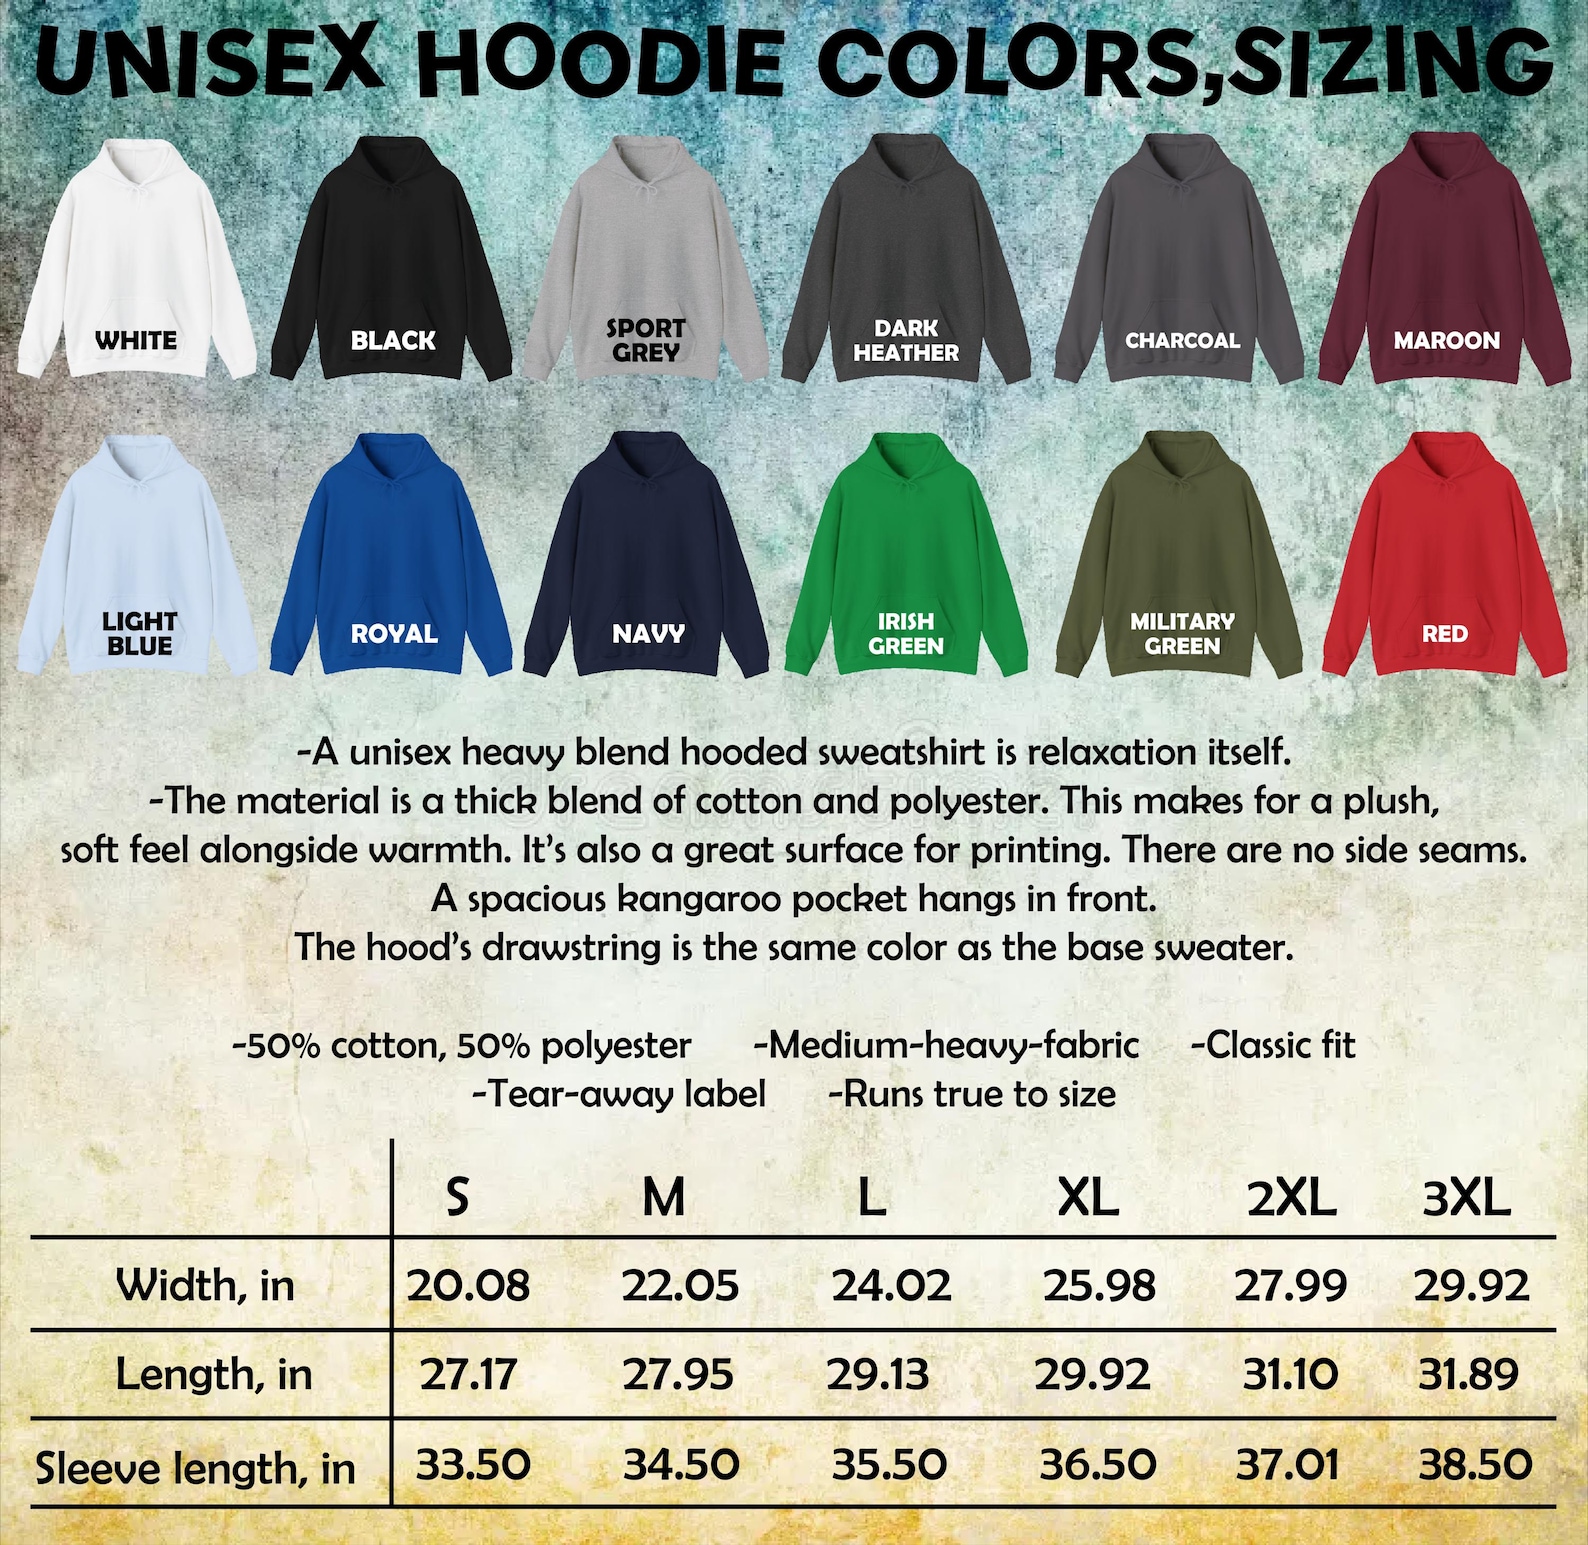 UNISEX HOODIE COLORS,SIZING
WHITE
BLACK
SPORT
GREY
DARK
HEATHER
CHARCOAL
MAROON
LIGHT
BLUE
ROYAL
NAVY
IRISH
GREEN
MILITARY
GREEN
RED
-A unisex heavy blend hooded sweatshirt is relaxation itself.
-The material is a thick blend of cotton and polyester. This makes for a plush,
soft feel alongside warmth. It's also a great surface for printing. There are no side seams.
A spacious kangaroo pocket hangs in front.
The hood's drawstring is the same color as the base sweater.
-50% cotton, 50% polyester -Medium-heavy-fabric -Classic fit
-Tear-away label -Runs true to size
S M L XL 2XL 3XL
Width, in 20.08 22.05 24.02 25.98 27.99 29.92
Length, in 27.17 27.95 29.13 29.92 31.10 31.89
Sleeve length, in 33.50 34.50 35.50 36.50 37.01 38.50